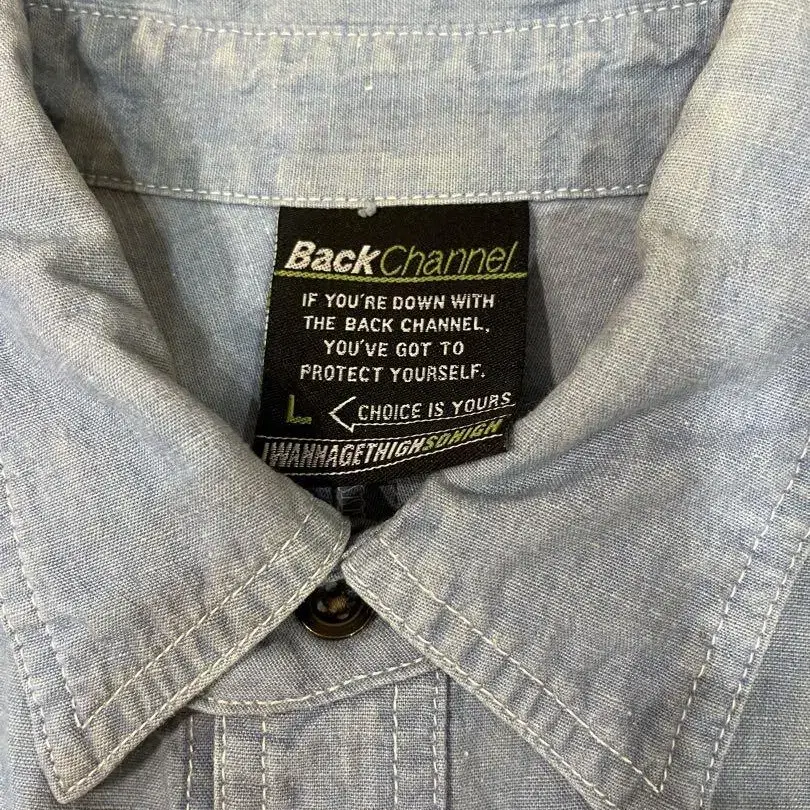 BackChannel
IF YOU'RE DOWN WITH
THE BACK CHANNEL,
YOU'VE GOT TO
PROTECT YOURSELF.
L < CHOICE IS YOURS
IWANNAGETHIGHSOHIGH